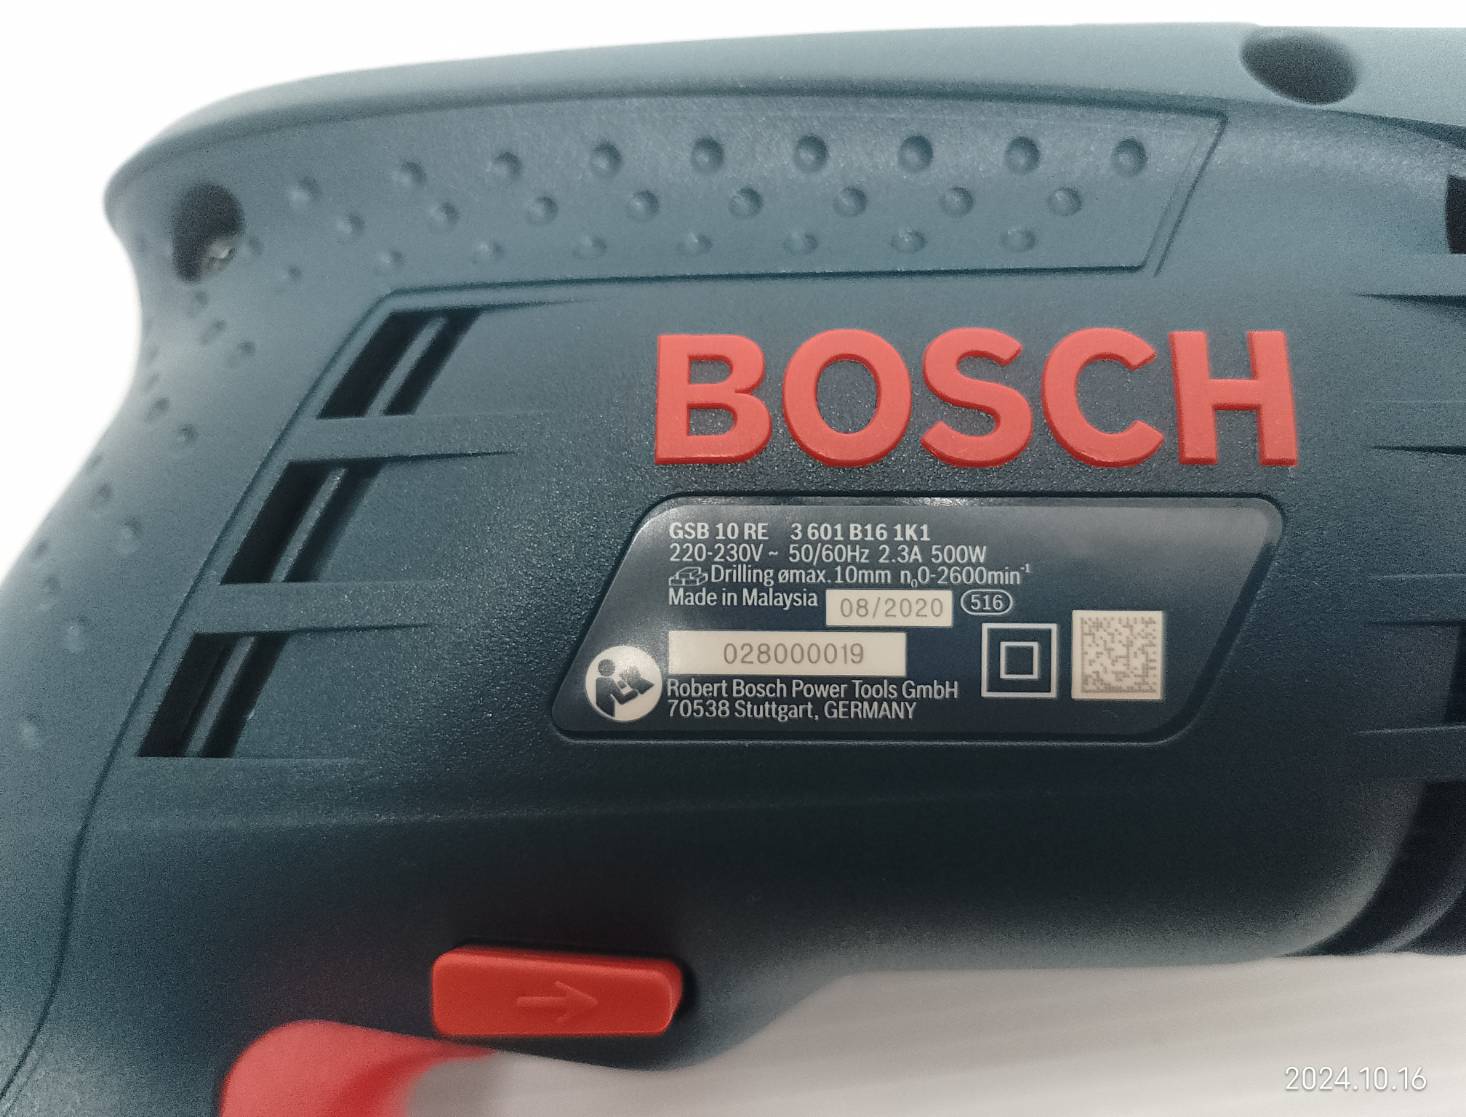 BOSCH
GSB 10 RE 3 601 B16 1K1
220-230V ~ 50/60Hz 2.3A 500W
Drilling ømax.10mm n₀0-2600min⁻¹
Made in Malaysia 08/2020 516
028000019
Robert Bosch Power Tools GmbH
70538 Stuttgart, GERMANY
2024.10.16